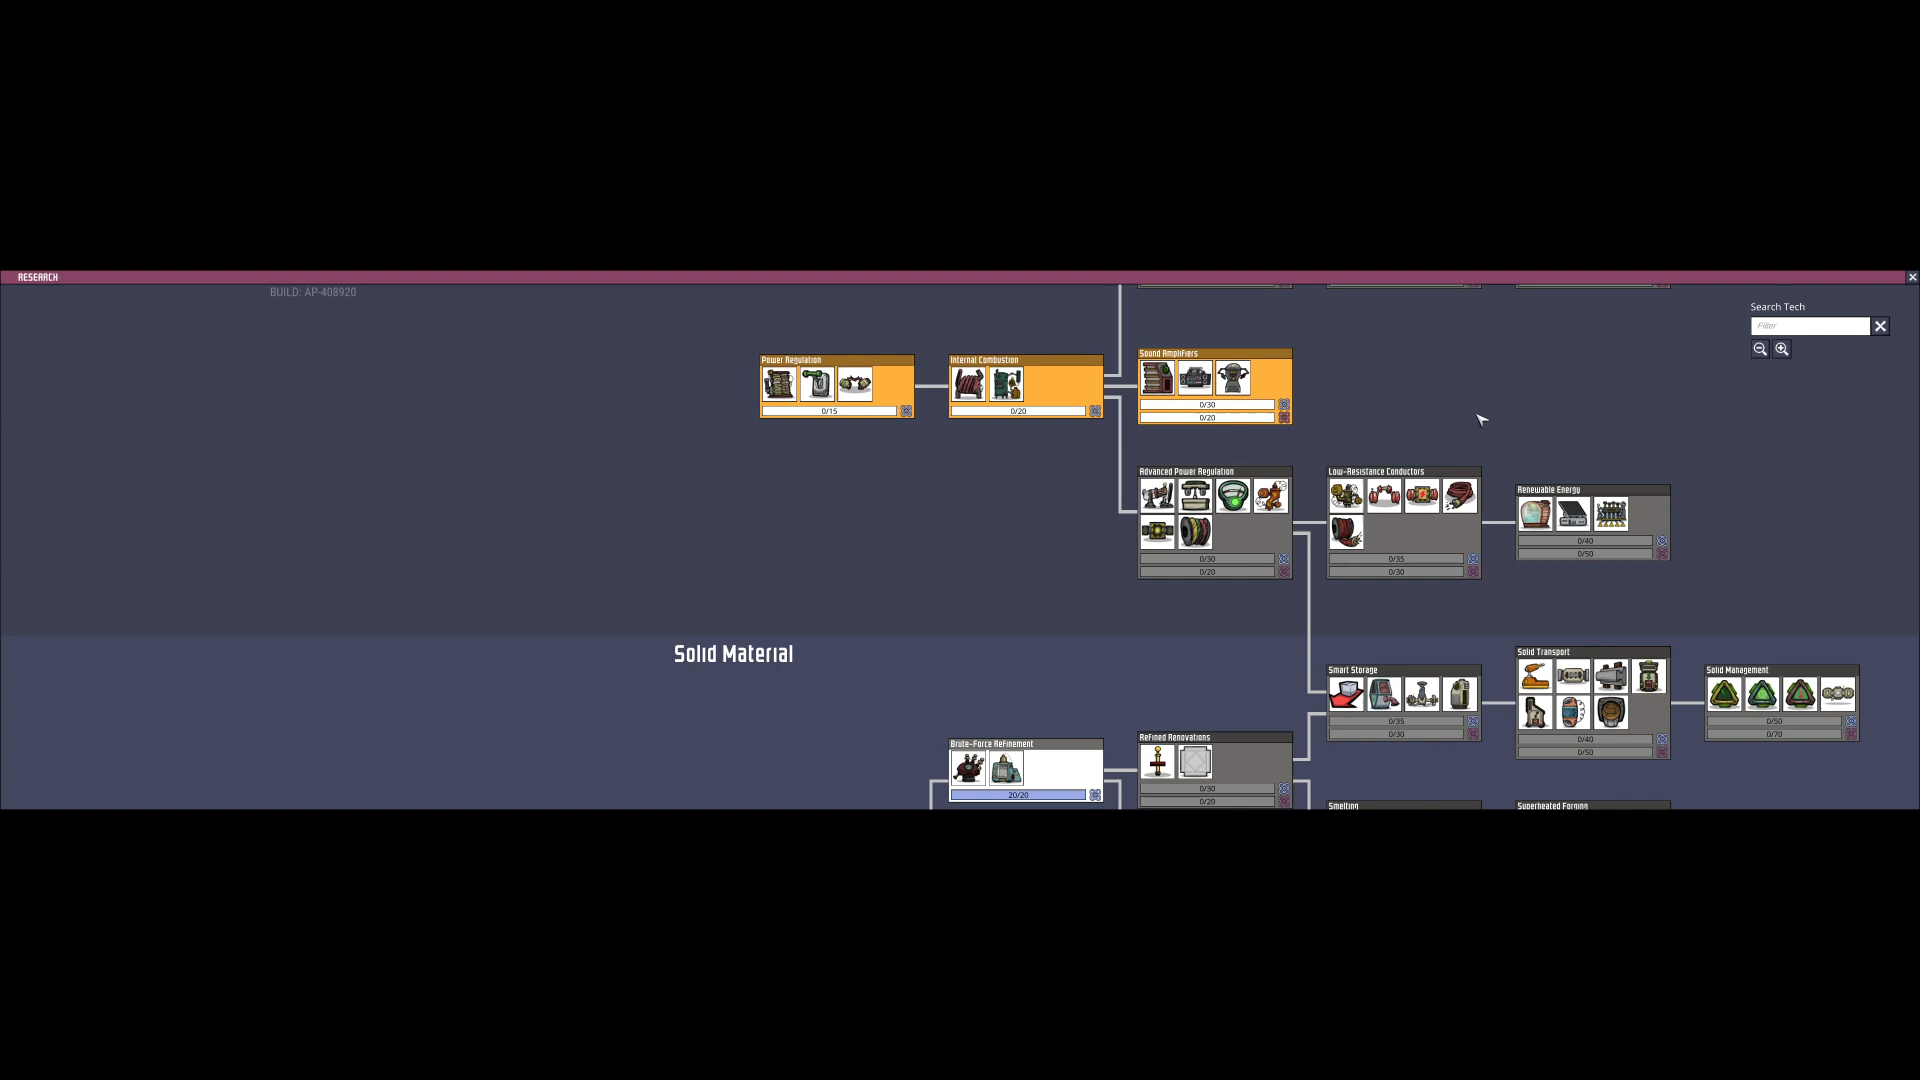 RESEARCH
BUILD: AP-408920
Search Tech
Filter
Power Regulation
0/15
Internal Combustion
0/20
Sound Amplifiers
0/30
0/20
Advanced Power Regulation
0/30
0/20
Low-Resistance Conductors
0/35
0/30
Renewable Energy
0/40
0/50
Solid Material
Smart Storage
0/35
0/30
Solid Transport
0/40
0/50
Solid Management
0/50
0/70
Brute-Force Refinement
20/20
Refined Renovations
0/30
0/20
Smelting
Superheated Forging